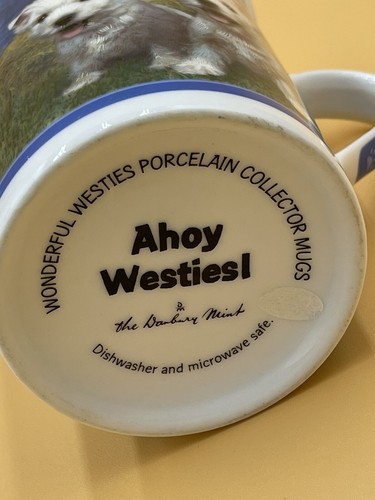 WONDERFUL WESTIES PORCELAIN COLLECTOR MUGS
Ahoy
Westies!
the Danbury Mint
Dishwasher and microwave safe.